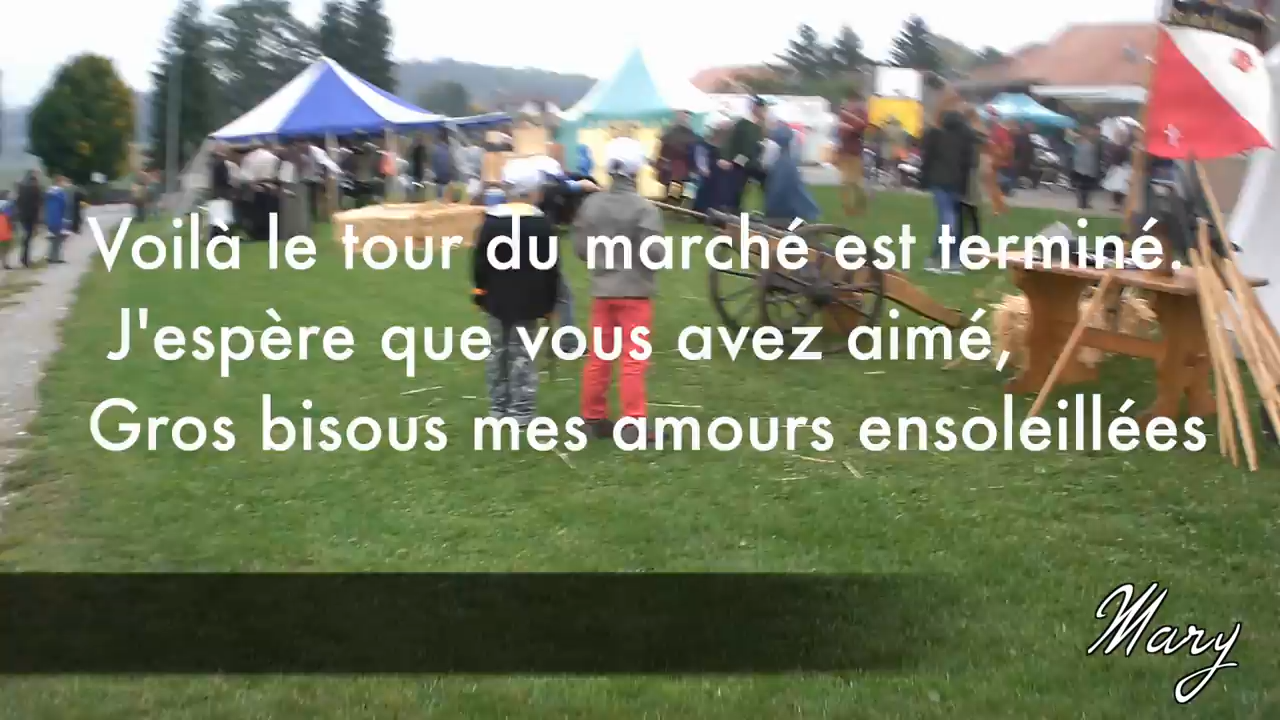 Voilà le tour du marché est terminé.
J'espère que vous avez aimé,
Gros bisous mes amours ensoleillées
Mary